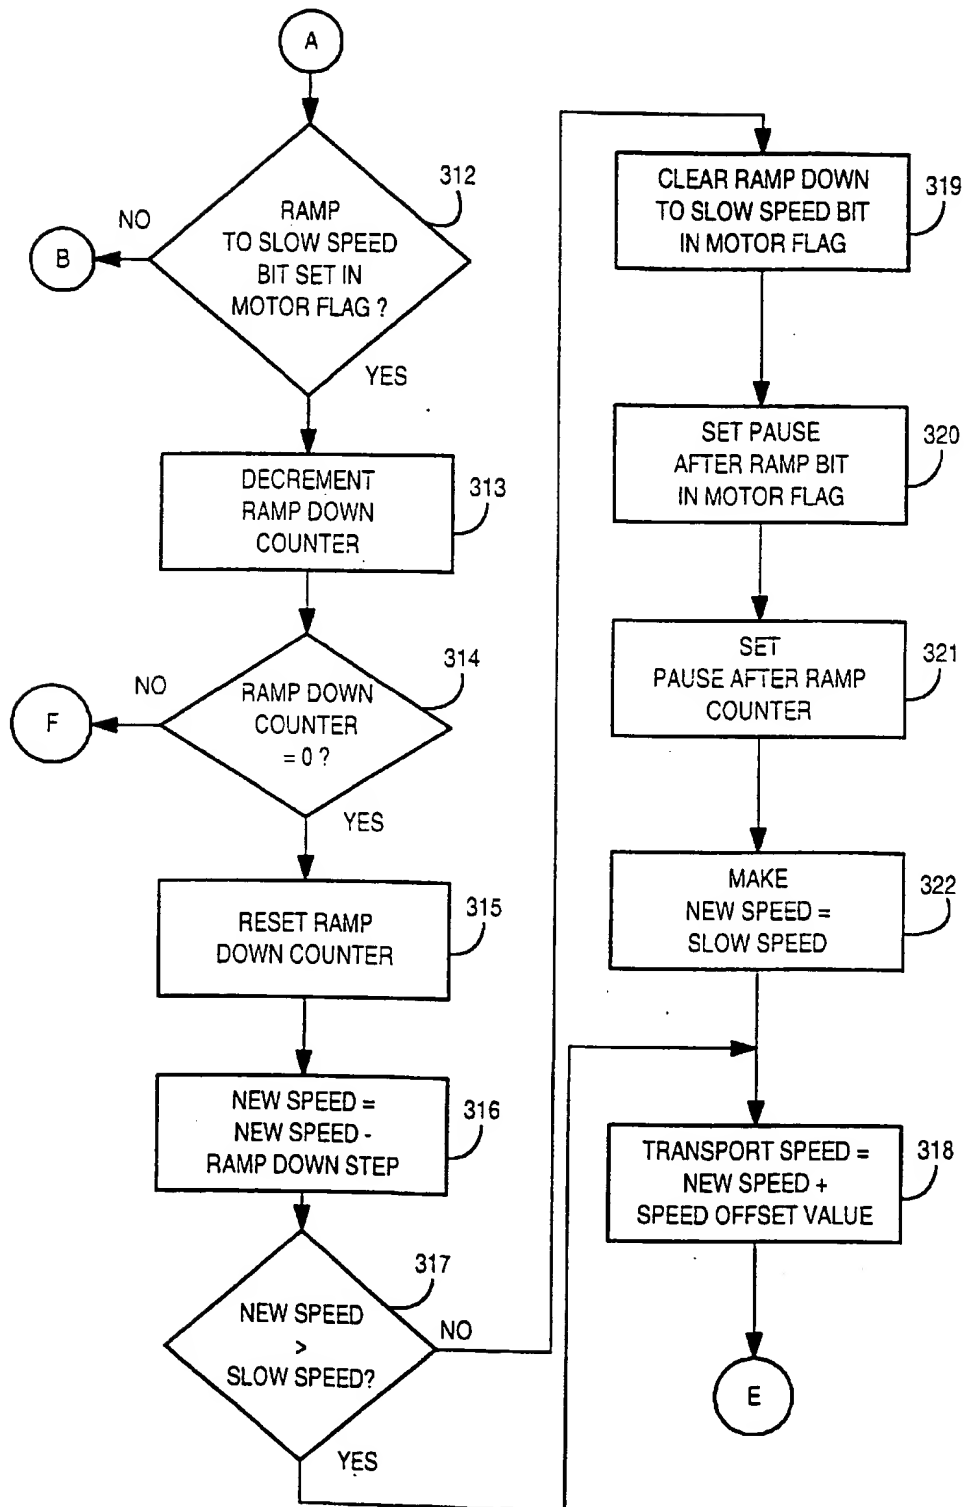 A
312
RAMP
TO SLOW SPEED
BIT SET IN
MOTOR FLAG ?
NO
B
YES
DECREMENT
RAMP DOWN
COUNTER
313
RAMP DOWN
COUNTER
= 0 ?
314
NO
F
YES
RESET RAMP
DOWN COUNTER
315
NEW SPEED =
NEW SPEED -
RAMP DOWN STEP
316
NEW SPEED
>
SLOW SPEED?
317
NO
YES
CLEAR RAMP DOWN
TO SLOW SPEED BIT
IN MOTOR FLAG
319
SET PAUSE
AFTER RAMP BIT
IN MOTOR FLAG
320
SET
PAUSE AFTER RAMP
COUNTER
321
MAKE
NEW SPEED =
SLOW SPEED
322
TRANSPORT SPEED =
NEW SPEED +
SPEED OFFSET VALUE
318
E